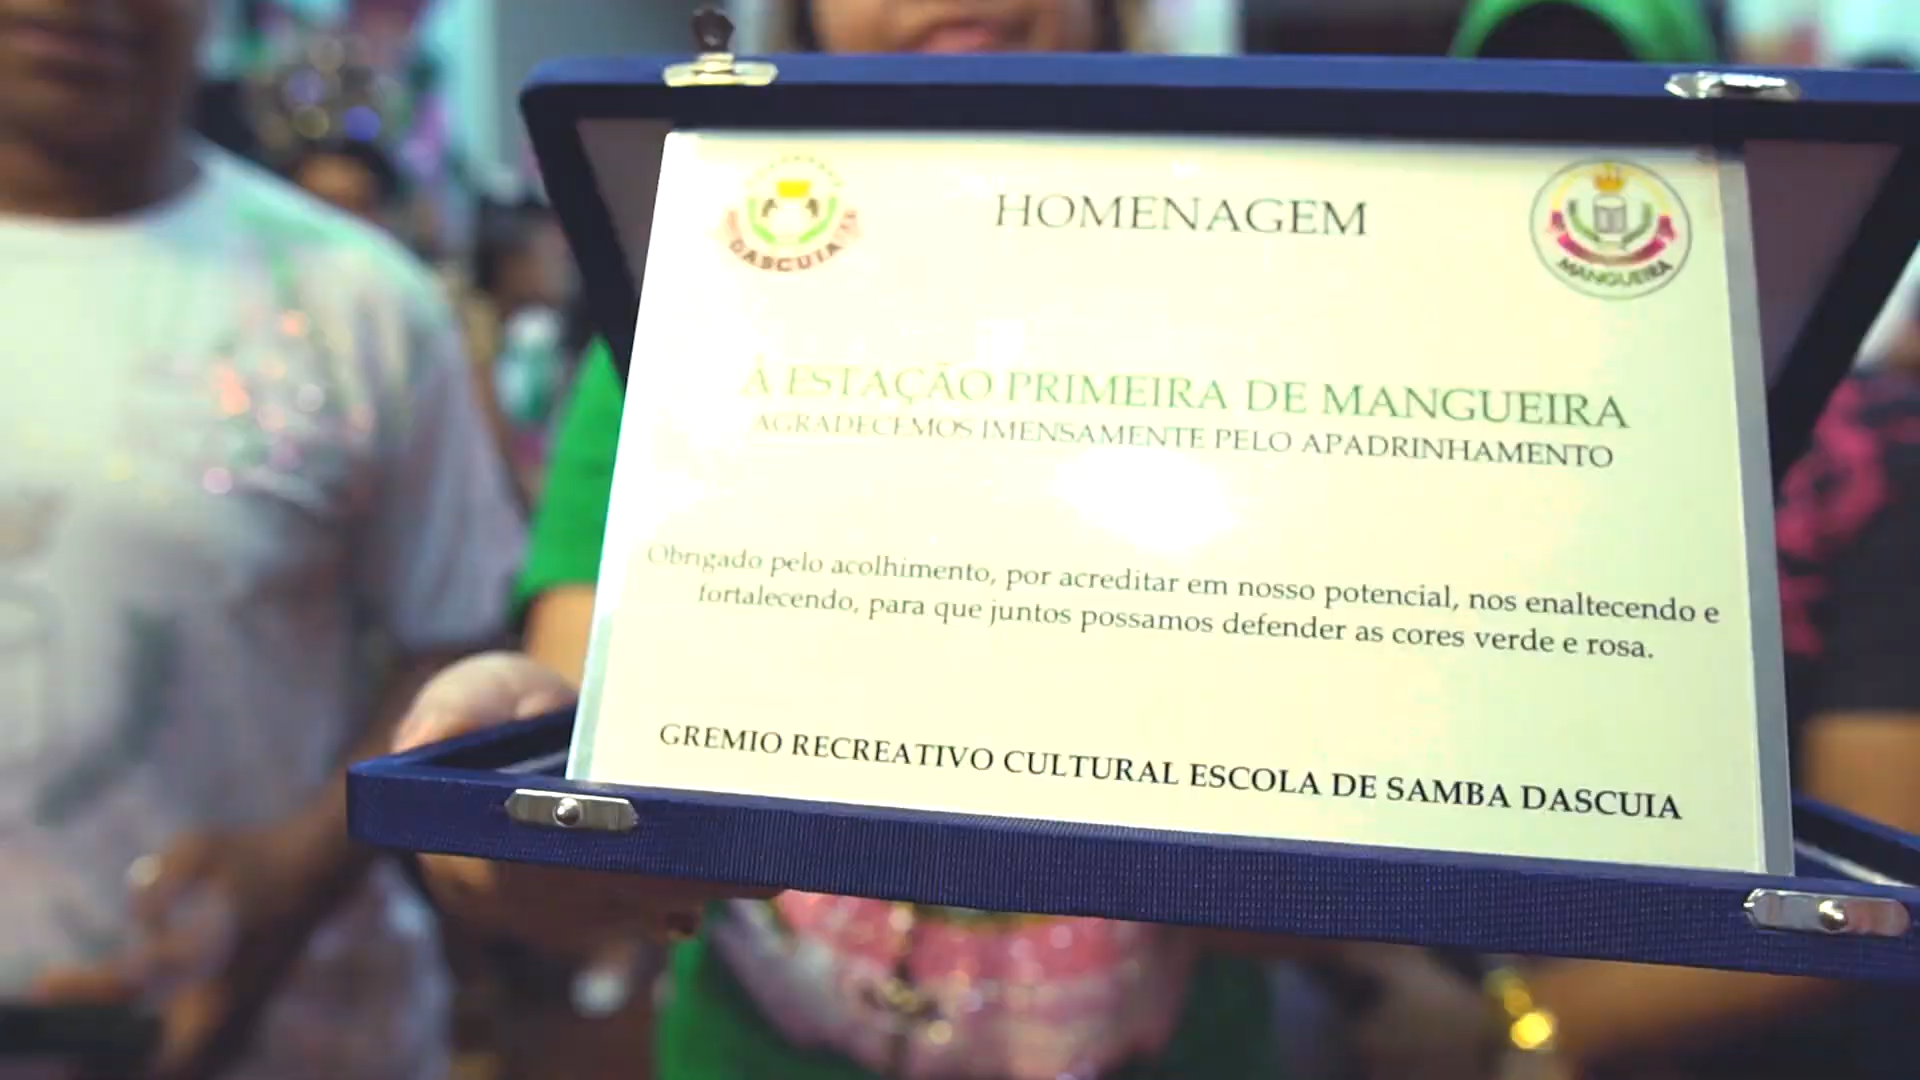 DASCUIA
HOMENAGEM
MANGUEIRA
À ESTAÇÃO PRIMEIRA DE MANGUEIRA
AGRADECEMOS IMENSAMENTE PELO APADRINHAMENTO
Obrigado pelo acolhimento, por acreditar em nosso potencial, nos enaltecendo e
fortalecendo, para que juntos possamos defender as cores verde e rosa.
GREMIO RECREATIVO CULTURAL ESCOLA DE SAMBA DASCUIA